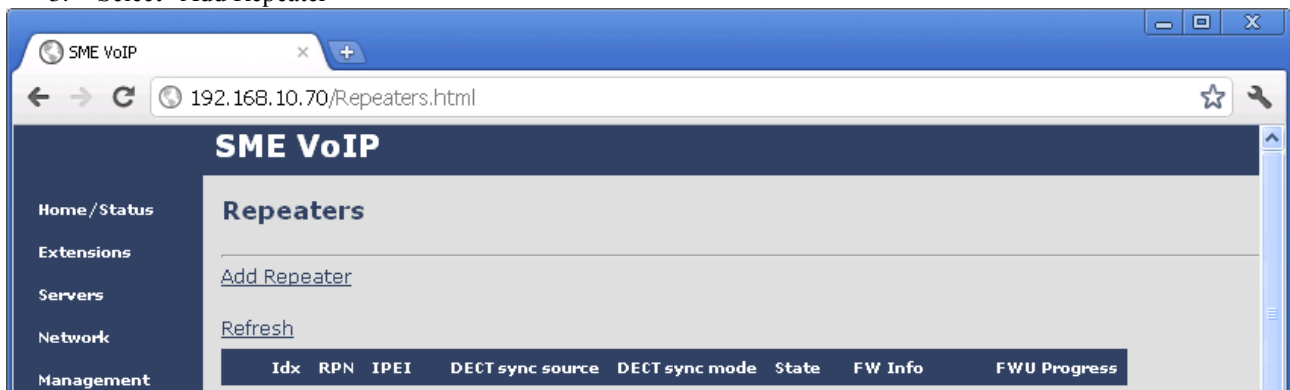 SME VoIP
192.168.10.70/Repeaters.html
SME VoIP
Home/Status
Extensions
Servers
Network
Management
Repeaters
Add Repeater
Refresh
Idx RPN IPEI DECT sync source DECT sync mode State FW Info FWU Progress